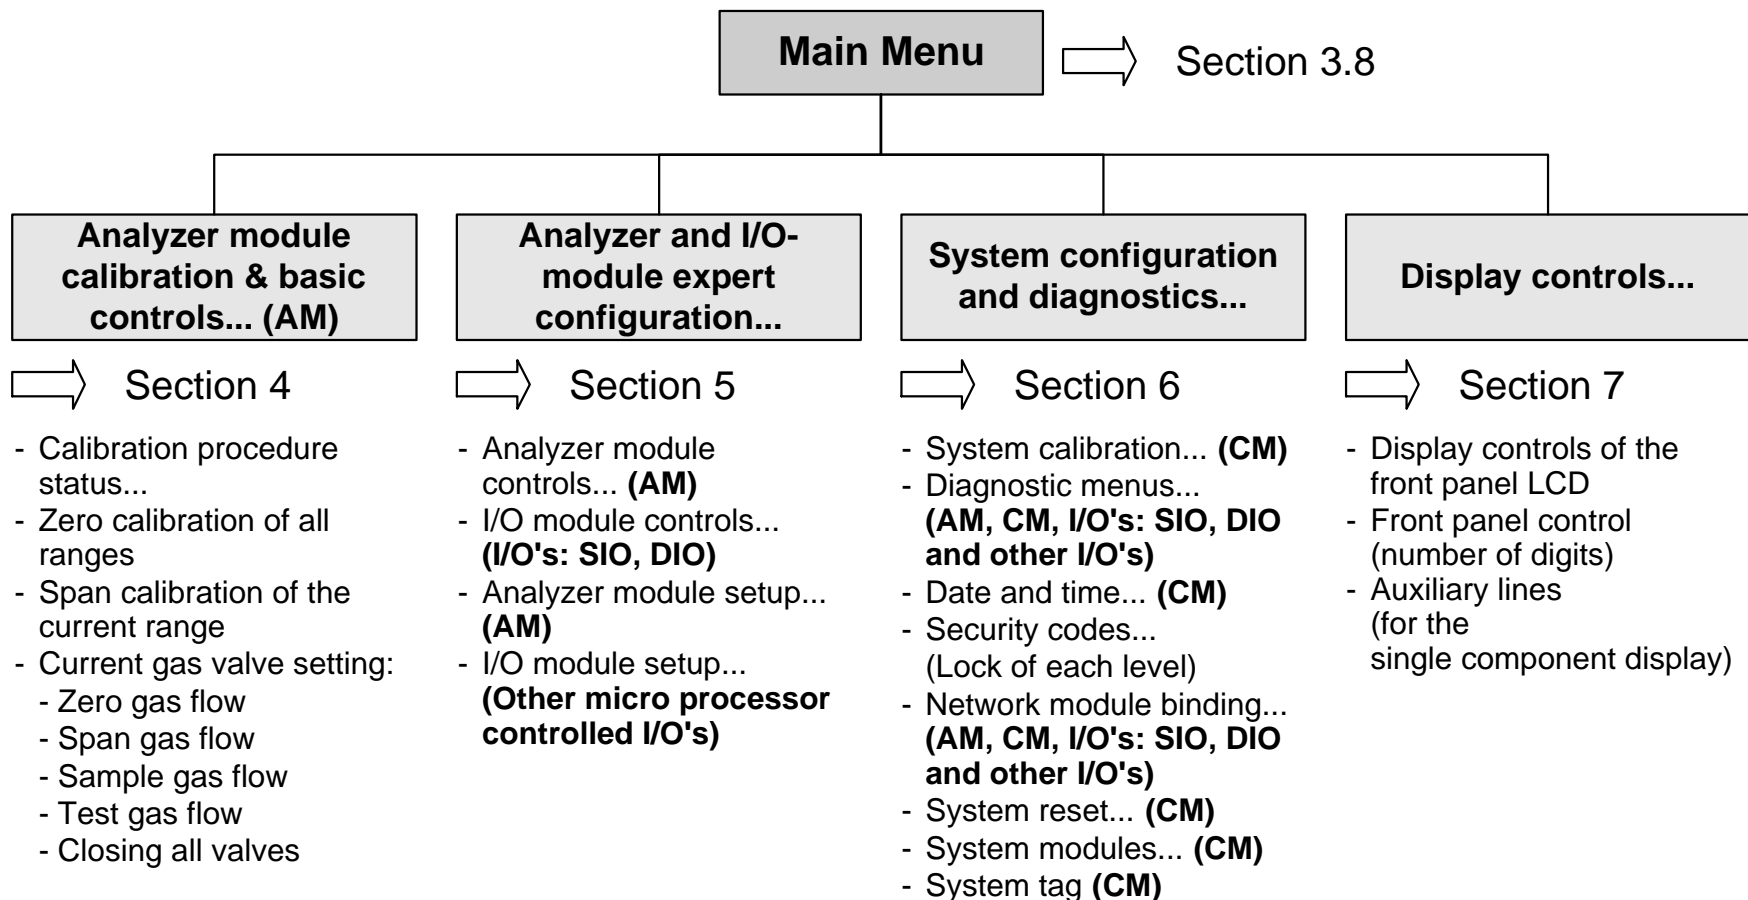 Main Menu
Section 3.8
Analyzer module
calibration & basic
controls... (AM)
Section 4
- Calibration procedure
status...
- Zero calibration of all
ranges
- Span calibration of the
current range
- Current gas valve setting:
- Zero gas flow
- Span gas flow
- Sample gas flow
- Test gas flow
- Closing all valves
Analyzer and I/O-
module expert
configuration...
Section 5
- Analyzer module
controls... (AM)
- I/O module controls...
(I/O's: SIO, DIO)
- Analyzer module setup...
(AM)
- I/O module setup...
(Other micro processor
controlled I/O's)
System configuration
and diagnostics...
Section 6
- System calibration... (CM)
- Diagnostic menus...
(AM, CM, I/O's: SIO, DIO
and other I/O's)
- Date and time... (CM)
- Security codes...
(Lock of each level)
- Network module binding...
(AM, CM, I/O's: SIO, DIO
and other I/O's)
- System reset... (CM)
- System modules... (CM)
- System tag (CM)
Display controls...
Section 7
- Display controls of the
front panel LCD
- Front panel control
(number of digits)
- Auxiliary lines
(for the
single component display)